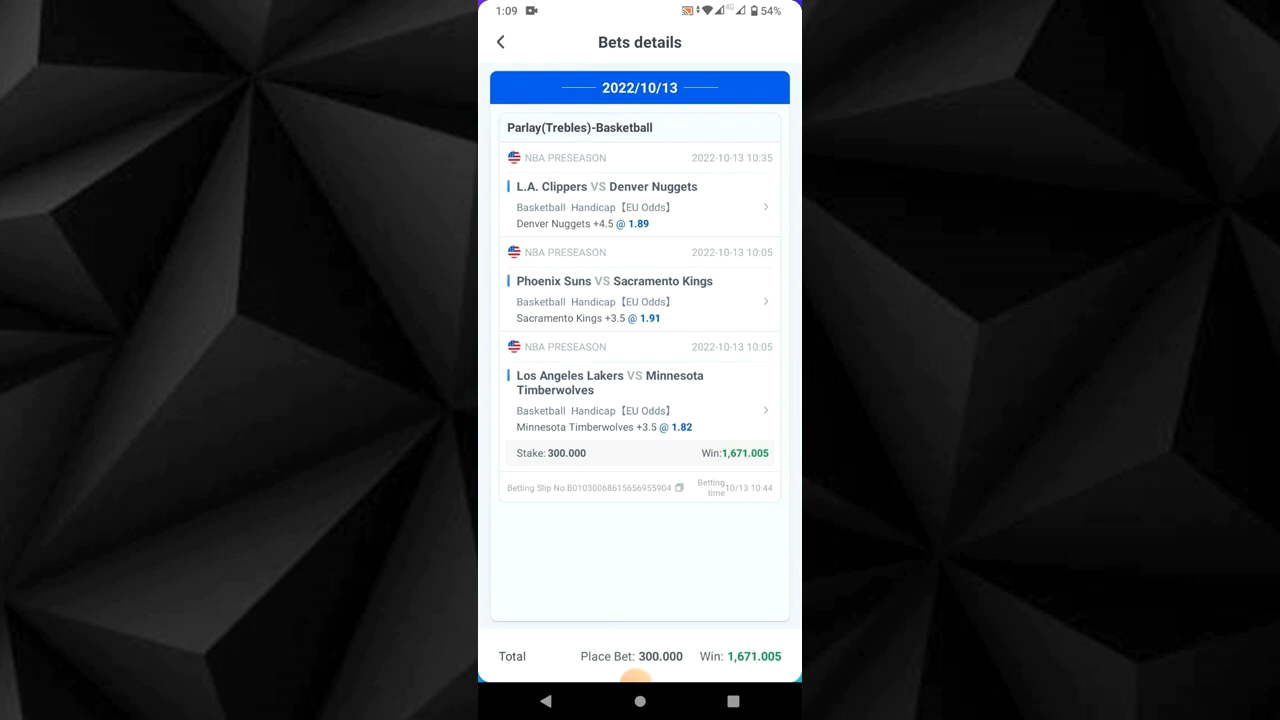 1:09
4G
54%
Bets details
2022/10/13
Parlay(Trebles)-Basketball
NBA PRESEASON 2022-10-13 10:35
L.A. Clippers VS Denver Nuggets
Basketball Handicap【EU Odds】
Denver Nuggets +4.5 @ 1.89
NBA PRESEASON 2022-10-13 10:05
Phoenix Suns VS Sacramento Kings
Basketball Handicap【EU Odds】
Sacramento Kings +3.5 @ 1.91
NBA PRESEASON 2022-10-13 10:05
Los Angeles Lakers VS Minnesota
Timberwolves
Basketball Handicap【EU Odds】
Minnesota Timberwolves +3.5 @ 1.82
Stake: 300.000 Win:1,671.005
Betting Slip No.B01030068615656955904
Betting
time
10/13 10:44
Total Place Bet: 300.000 Win: 1,671.005